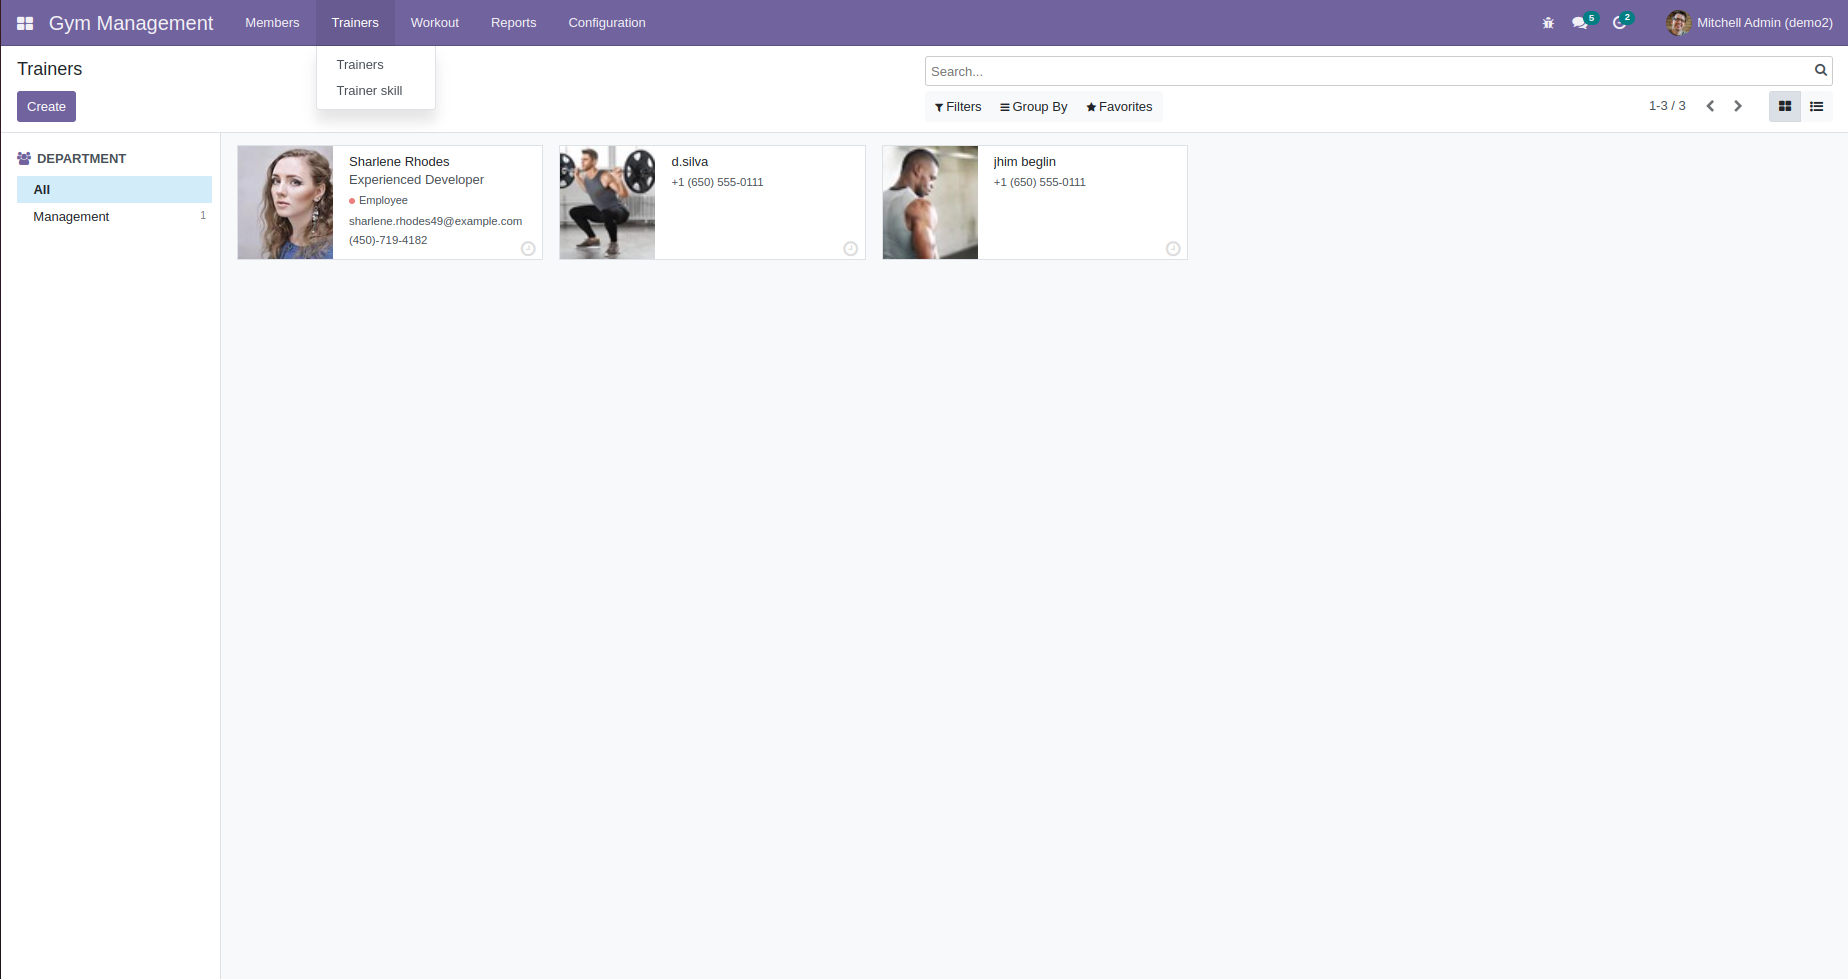 Gym Management Members Trainers Workout Reports Configuration 5 2 Mitchell Admin (demo2)
Trainers
Trainer skill
Trainers
Create
Search...
Filters Group By Favorites 1-3 / 3
DEPARTMENT
All
Management 1
Sharlene Rhodes
Experienced Developer
Employee
sharlene.rhodes49@example.com
(450)-719-4182
d.silva
+1 (650) 555-0111
jhim beglin
+1 (650) 555-0111